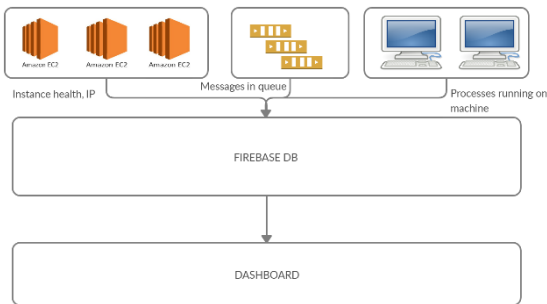 Amazon EC2
Amazon EC2
Amazon EC2
Instance health, IP
Messages in queue
Processes running on
machine
FIREBASE DB
DASHBOARD